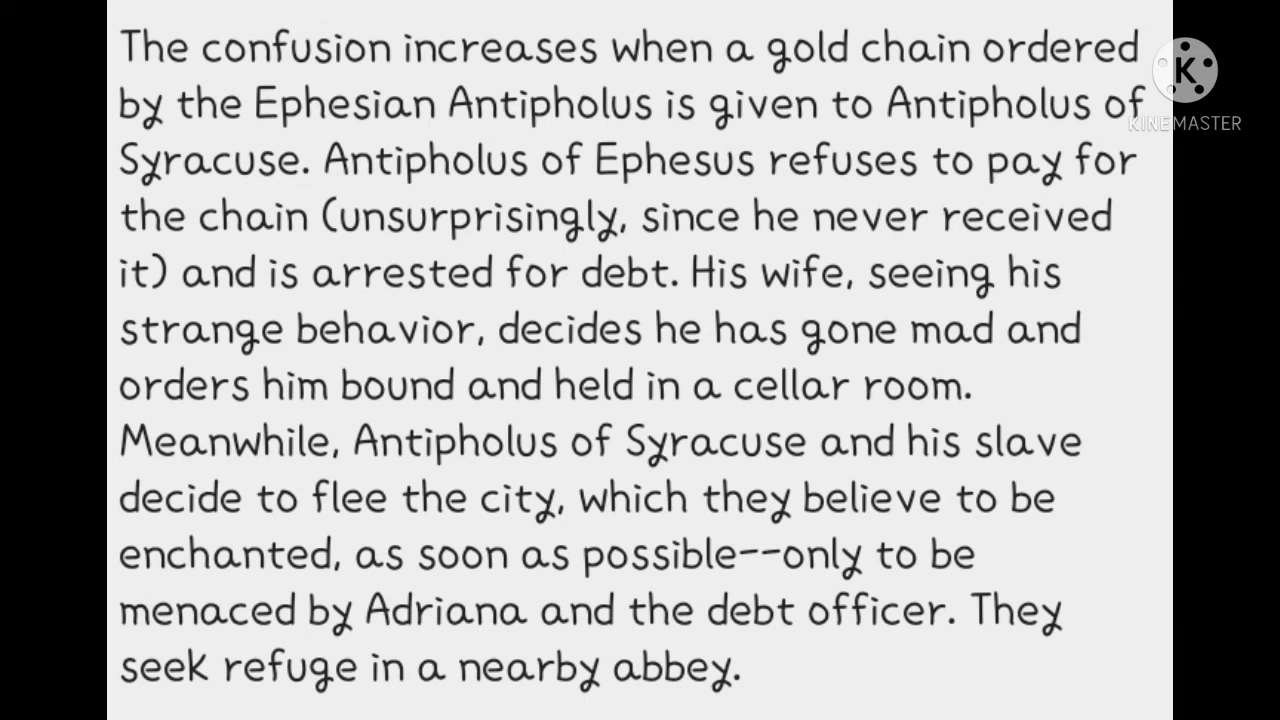 The confusion increases when a gold chain ordered
by the Ephesian Antipholus is given to Antipholus of
Syracuse. Antipholus of Ephesus refuses to pay for
the chain (unsurprisingly, since he never received
it) and is arrested for debt. His wife, seeing his
strange behavior, decides he has gone mad and
orders him bound and held in a cellar room.
Meanwhile, Antipholus of Syracuse and his slave
decide to flee the city, which they believe to be
enchanted, as soon as possible--only to be
menaced by Adriana and the debt officer. They
seek refuge in a nearby abbey.
K
KINEMASTER